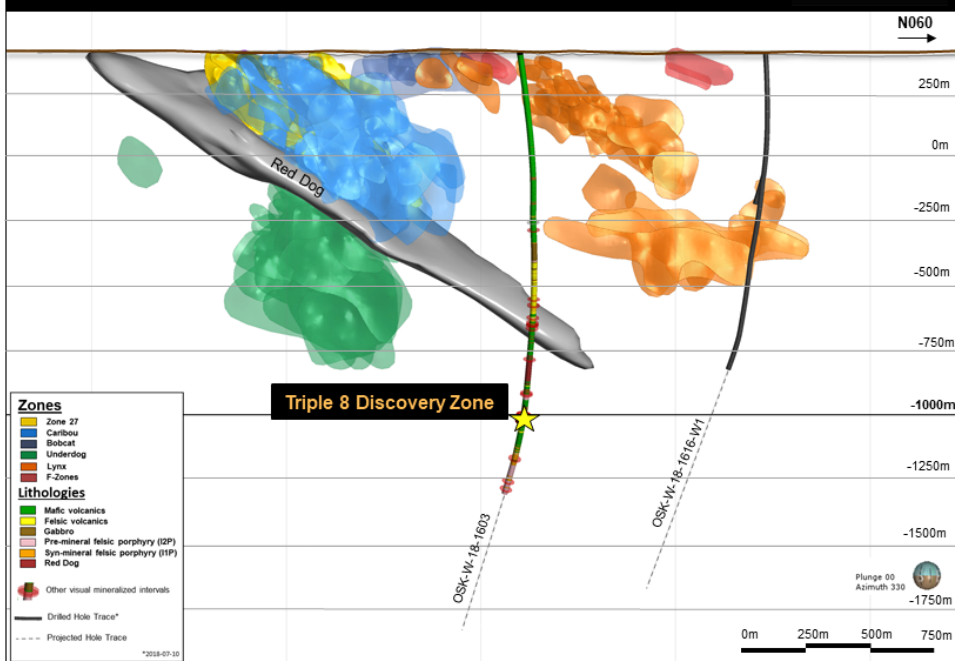 N060
250m
0m
-250m
-500m
-750m
-1000m
-1250m
-1500m
-1750m
Red Dog
Triple 8 Discovery Zone
OSK-W-18-1603
OSK-W-18-1616-W1
Zones
Zone 27
Caribou
Bobcat
Underdog
Lynx
F-Zones
Lithologies
Mafic volcanics
Felsic volcanics
Gabbro
Pre-mineral felsic porphyry (I2P)
Syn-mineral felsic porphyry (I1P)
Red Dog
Other visual mineralized intervals
Drilled Hole Trace*
Projected Hole Trace
*2018-07-10
Plunge 00
Azimuth 330
0m 250m 500m 750m